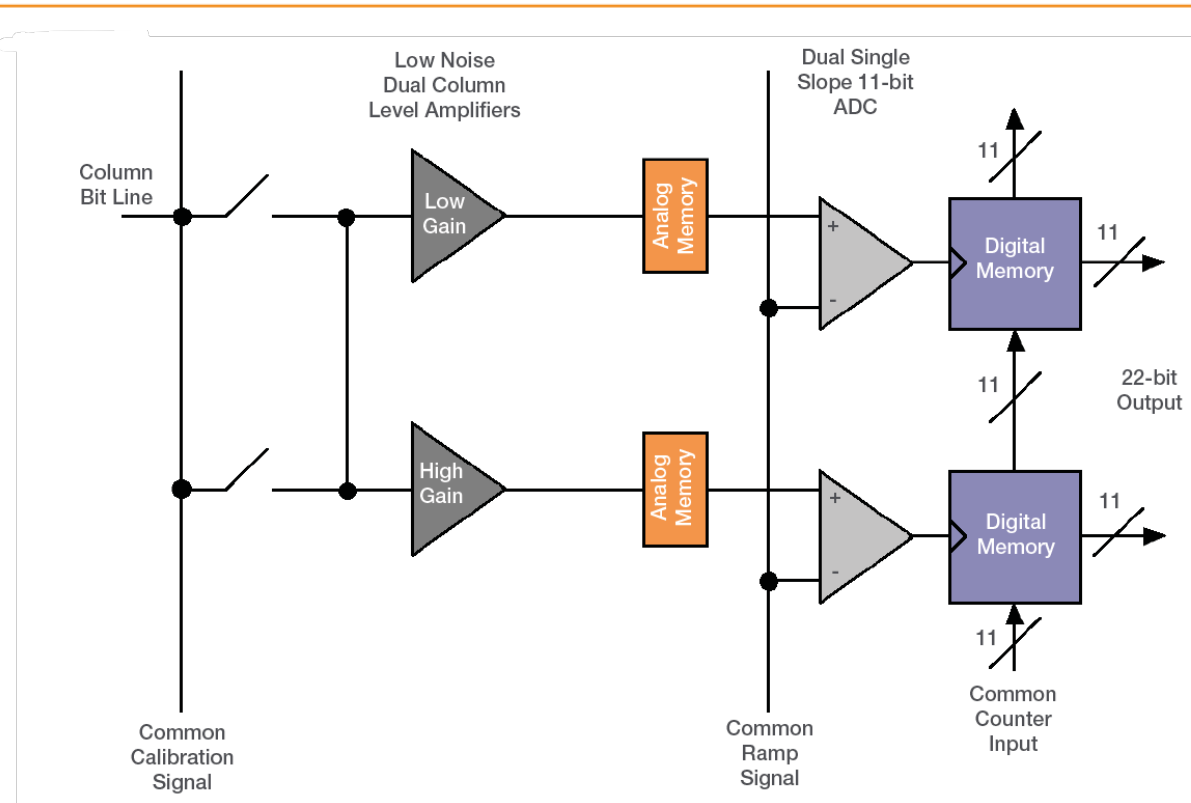 Low Noise
Dual Column
Level Amplifiers
Dual Single
Slope 11-bit
ADC
Column
Bit Line
Low
Gain
Analog
Memory
+
-
11
Digital
Memory
11
11
22-bit
Output
High
Gain
Analog
Memory
+
-
Digital
Memory
11
11
Common
Calibration
Signal
Common
Ramp
Signal
Common
Counter
Input